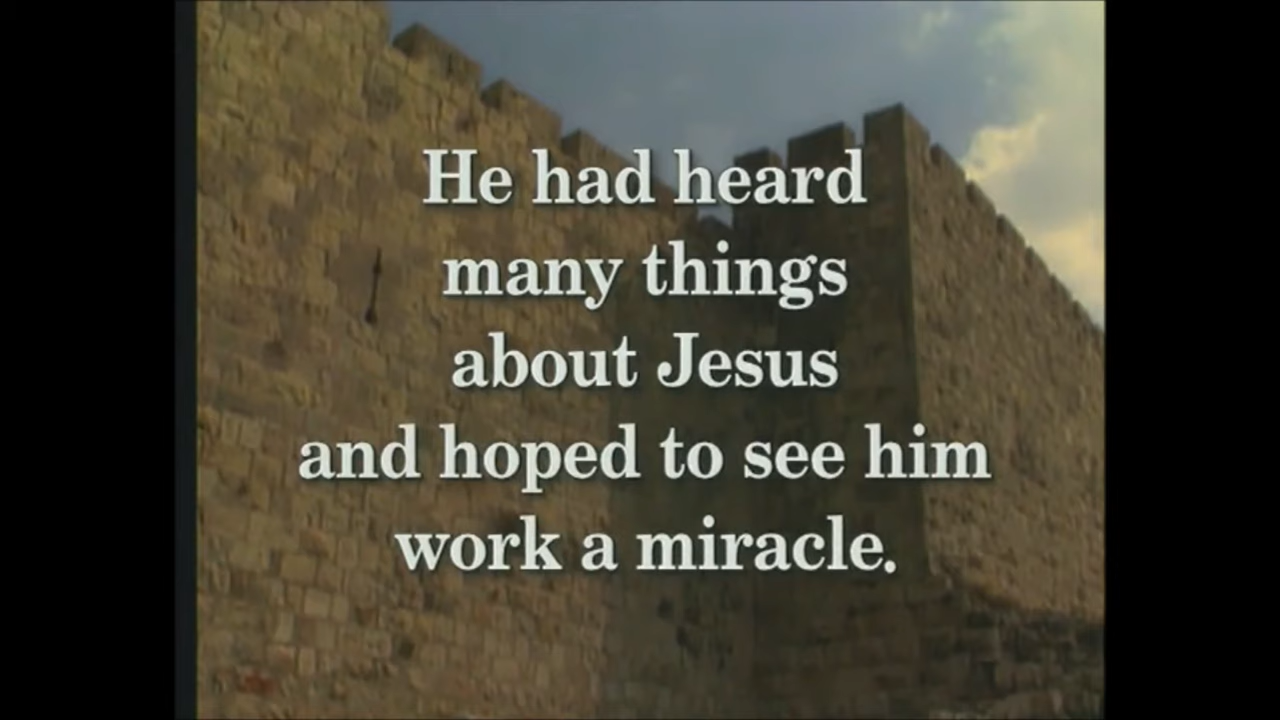 He had heard
many things
about Jesus
and hoped to see him
work a miracle.